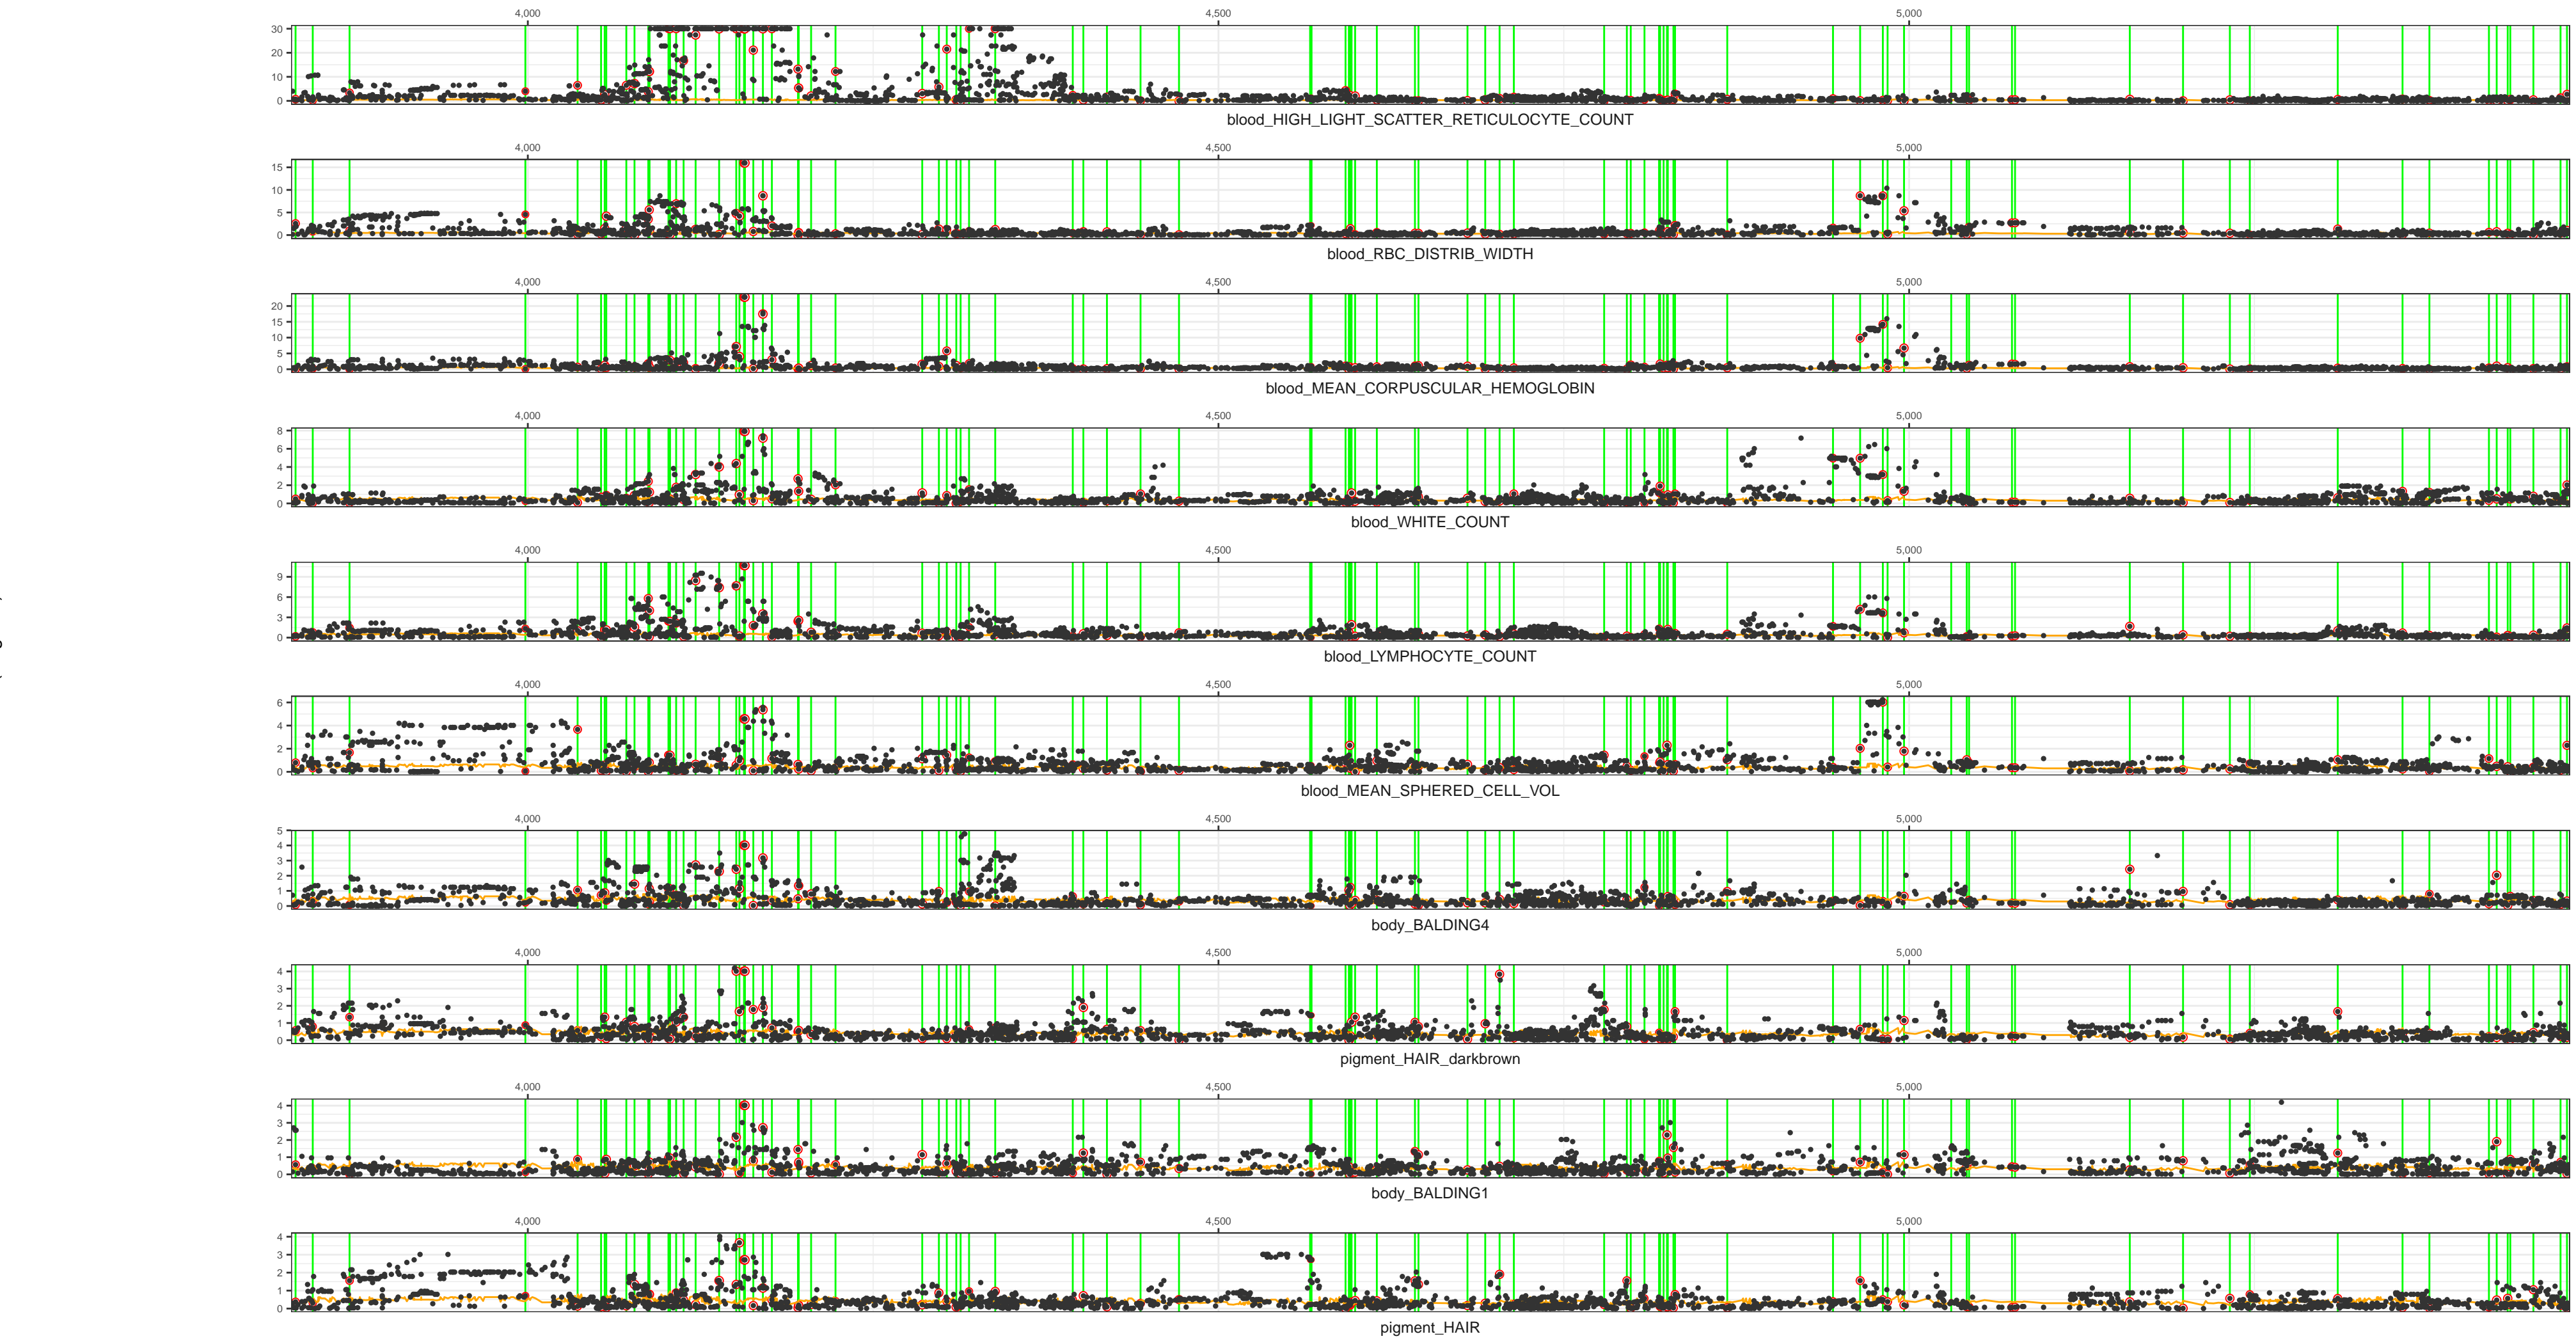 4,000 4,500 5,000
30
20
10
0
blood_HIGH_LIGHT_SCATTER_RETICULOCYTE_COUNT
4,000 4,500 5,000
15
10
5
0
blood_RBC_DISTRIB_WIDTH
4,000 4,500 5,000
20
15
10
5
0
blood_MEAN_CORPUSCULAR_HEMOGLOBIN
4,000 4,500 5,000
8
6
4
2
0
blood_WHITE_COUNT
4,000 4,500 5,000
9
6
3
0
blood_LYMPHOCYTE_COUNT
4,000 4,500 5,000
6
4
2
0
blood_MEAN_SPHERED_CELL_VOL
4,000 4,500 5,000
5
4
3
2
1
0
body_BALDING4
4,000 4,500 5,000
4
3
2
1
0
pigment_HAIR_darkbrown
4,000 4,500 5,000
4
3
2
1
0
body_BALDING1
4,000 4,500 5,000
4
3
2
1
0
pigment_HAIR